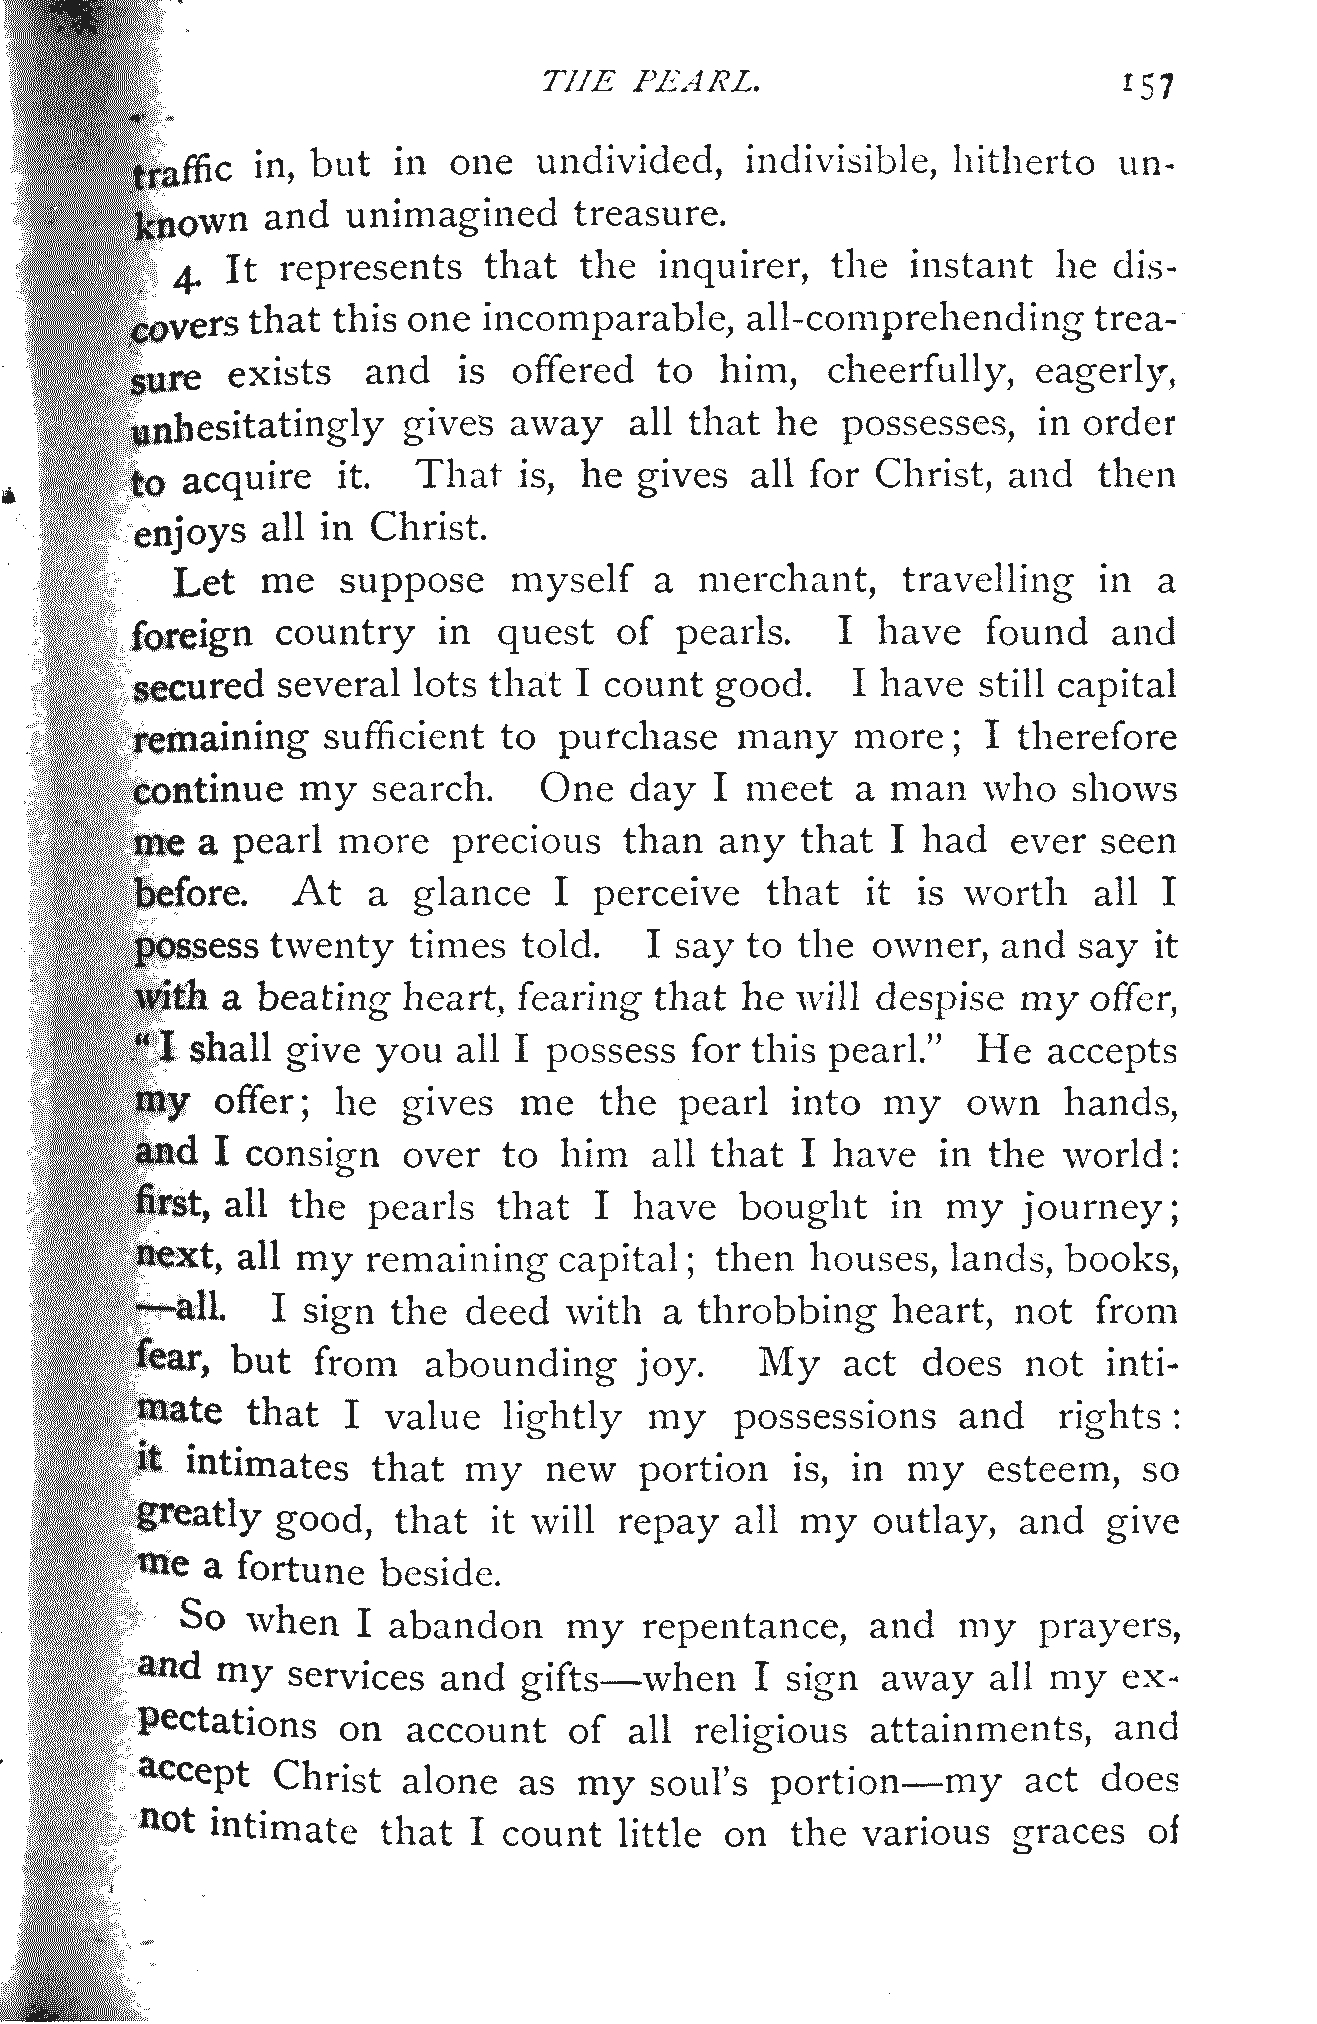 THE PEARL. 157
traffic in, but in one undivided, indivisible, hitherto un-
known and unimagined treasure.
4. It represents that the inquirer, the instant he dis-
covers that this one incomparable, all-comprehending trea-
sure exists and is offered to him, cheerfully, eagerly,
unhesitatingly gives away all that he possesses, in order
to acquire it. That is, he gives all for Christ, and then
enjoys all in Christ.
Let me suppose myself a merchant, travelling in a
foreign country in quest of pearls. I have found and
secured several lots that I count good. I have still capital
remaining sufficient to purchase many more; I therefore
continue my search. One day I meet a man who shows
me a pearl more precious than any that I had ever seen
before. At a glance I perceive that it is worth all I
possess twenty times told. I say to the owner, and say it
with a beating heart, fearing that he will despise my offer,
“I shall give you all I possess for this pearl.” He accepts
my offer; he gives me the pearl into my own hands,
and I consign over to him all that I have in the world:
first, all the pearls that I have bought in my journey;
next, all my remaining capital; then houses, lands, books,
—all. I sign the deed with a throbbing heart, not from
fear, but from abounding joy. My act does not inti-
mate that I value lightly my possessions and rights:
it intimates that my new portion is, in my esteem, so
greatly good, that it will repay all my outlay, and give
me a fortune beside.
So when I abandon my repentance, and my prayers,
and my services and gifts—when I sign away all my ex-
pectations on account of all religious attainments, and
accept Christ alone as my soul’s portion—my act does
not intimate that I count little on the various graces of